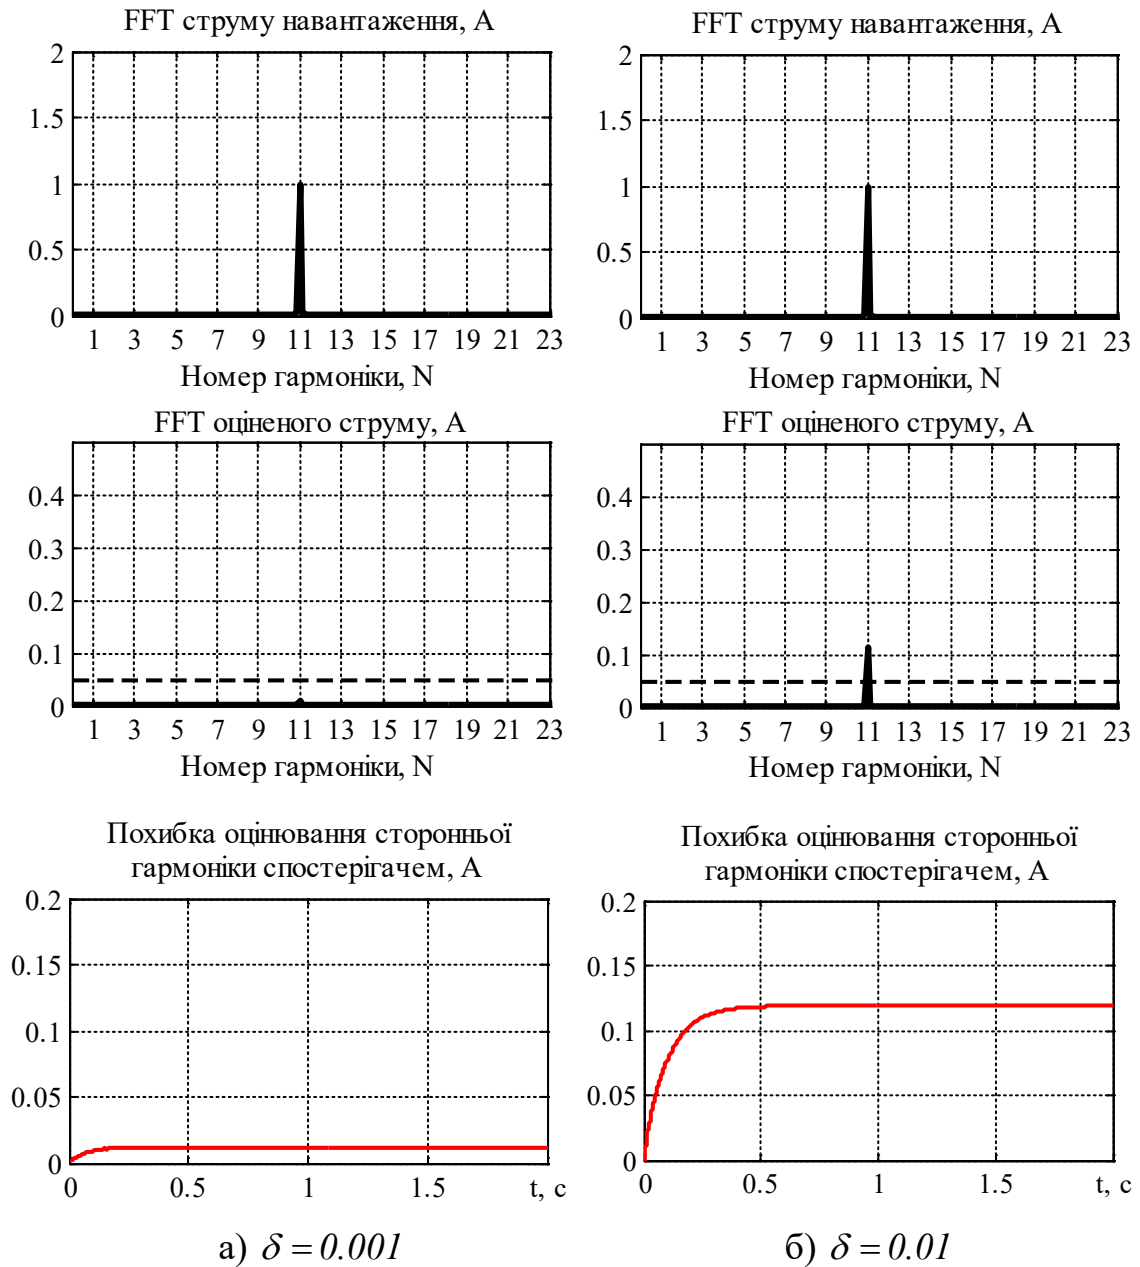 FFT струму навантаження, А
2
1.5
1
0.5
0
1 3 5 7 9 11 13 15 17 19 21 23
Номер гармоніки, N
FFT струму навантаження, А
2
1.5
1
0.5
0
1 3 5 7 9 11 13 15 17 19 21 23
Номер гармоніки, N
FFT оціненого струму, А
0.4
0.3
0.2
0.1
0
1 3 5 7 9 11 13 15 17 19 21 23
Номер гармоніки, N
FFT оціненого струму, А
0.4
0.3
0.2
0.1
0
1 3 5 7 9 11 13 15 17 19 21 23
Номер гармоніки, N
Похибка оцінювання сторонньої
гармоніки спостерігачем, А
0.2
0.15
0.1
0.05
0
0 0.5 1 1.5 t, с
Похибка оцінювання сторонньої
гармоніки спостерігачем, А
0.2
0.15
0.1
0.05
0
0 0.5 1 1.5 t, с
а) δ = 0.001
б) δ = 0.01